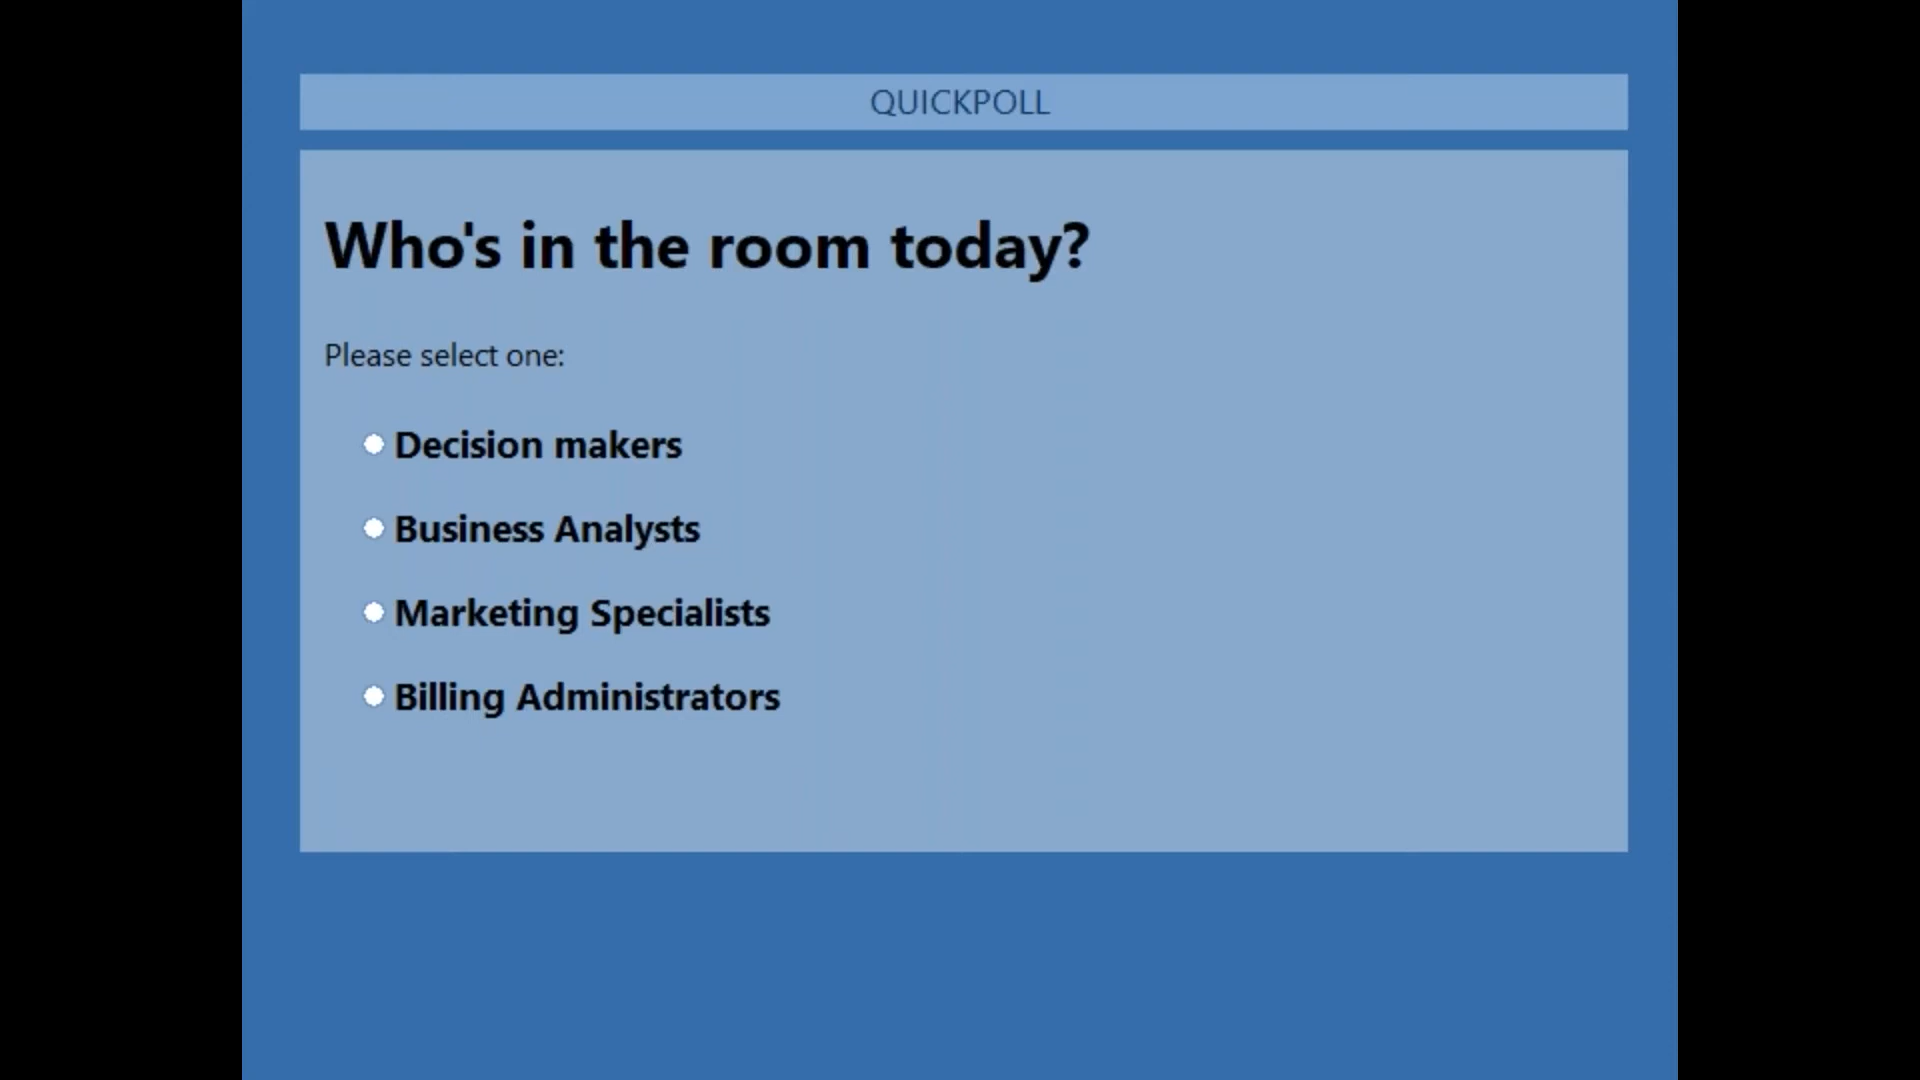 QUICKPOLL
Who's in the room today?
Please select one:
Decision makers
Business Analysts
Marketing Specialists
Billing Administrators